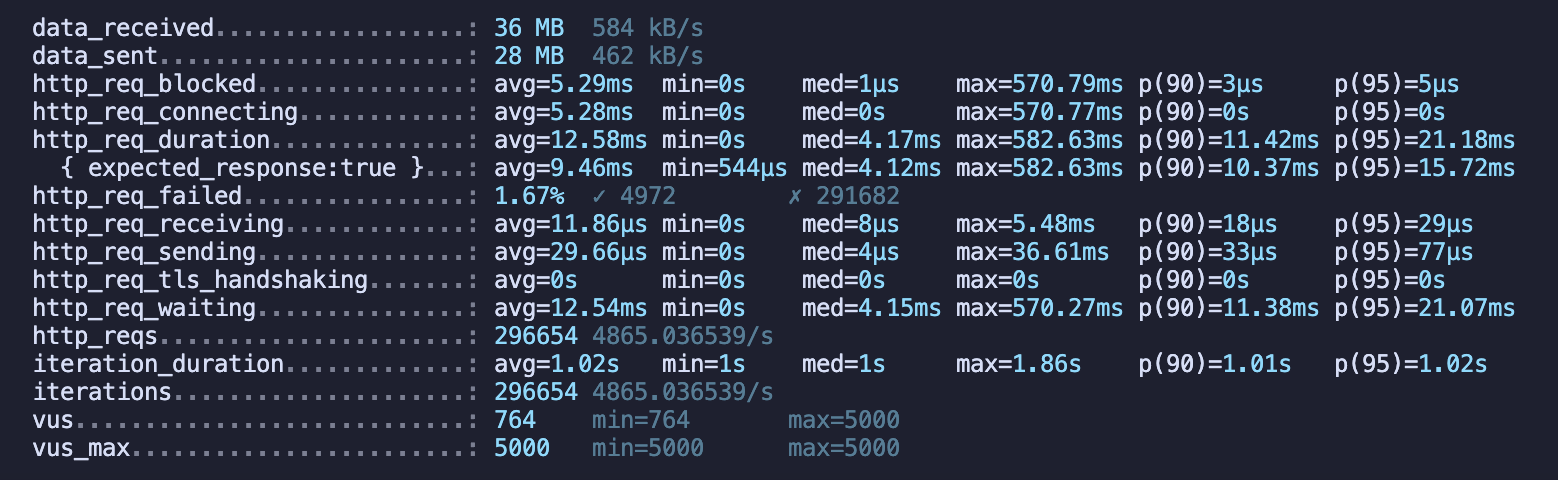 data_received..................: 36 MB  584 kB/s
data_sent......................: 28 MB  462 kB/s
http_req_blocked...............: avg=5.29ms  min=0s    med=1µs    max=570.79ms p(90)=3µs     p(95)=5µs
http_req_connecting............: avg=5.28ms  min=0s    med=0s     max=570.77ms p(90)=0s      p(95)=0s
http_req_duration..............: avg=12.58ms min=0s    med=4.17ms max=582.63ms p(90)=11.42ms p(95)=21.18ms
  { expected_response:true }...: avg=9.46ms  min=544µs med=4.12ms max=582.63ms p(90)=10.37ms p(95)=15.72ms
http_req_failed................: 1.67%  ✓ 4972        ✗ 291682
http_req_receiving.............: avg=11.86µs min=0s    med=8µs    max=5.48ms   p(90)=18µs    p(95)=29µs
http_req_sending...............: avg=29.66µs min=0s    med=4µs    max=36.61ms  p(90)=33µs    p(95)=77µs
http_req_tls_handshaking.......: avg=0s      min=0s    med=0s     max=0s       p(90)=0s      p(95)=0s
http_req_waiting...............: avg=12.54ms min=0s    med=4.15ms max=570.27ms p(90)=11.38ms p(95)=21.07ms
http_reqs......................: 296654 4865.036539/s
iteration_duration.............: avg=1.02s   min=1s    med=1s     max=1.86s    p(90)=1.01s   p(95)=1.02s
iterations.....................: 296654 4865.036539/s
vus............................: 764    min=764       max=5000
vus_max........................: 5000   min=5000      max=5000